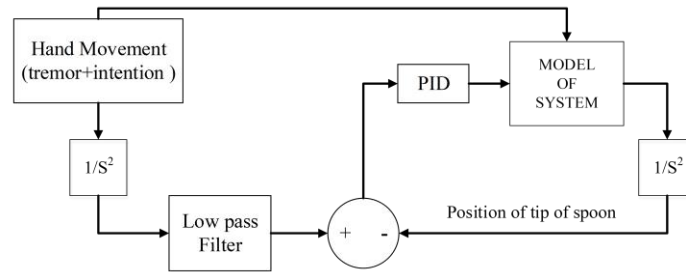 Hand Movement
(tremor+intention )
PID
MODEL
OF
SYSTEM
1/S²
1/S²
Low pass
Filter
+ -
Position of tip of spoon